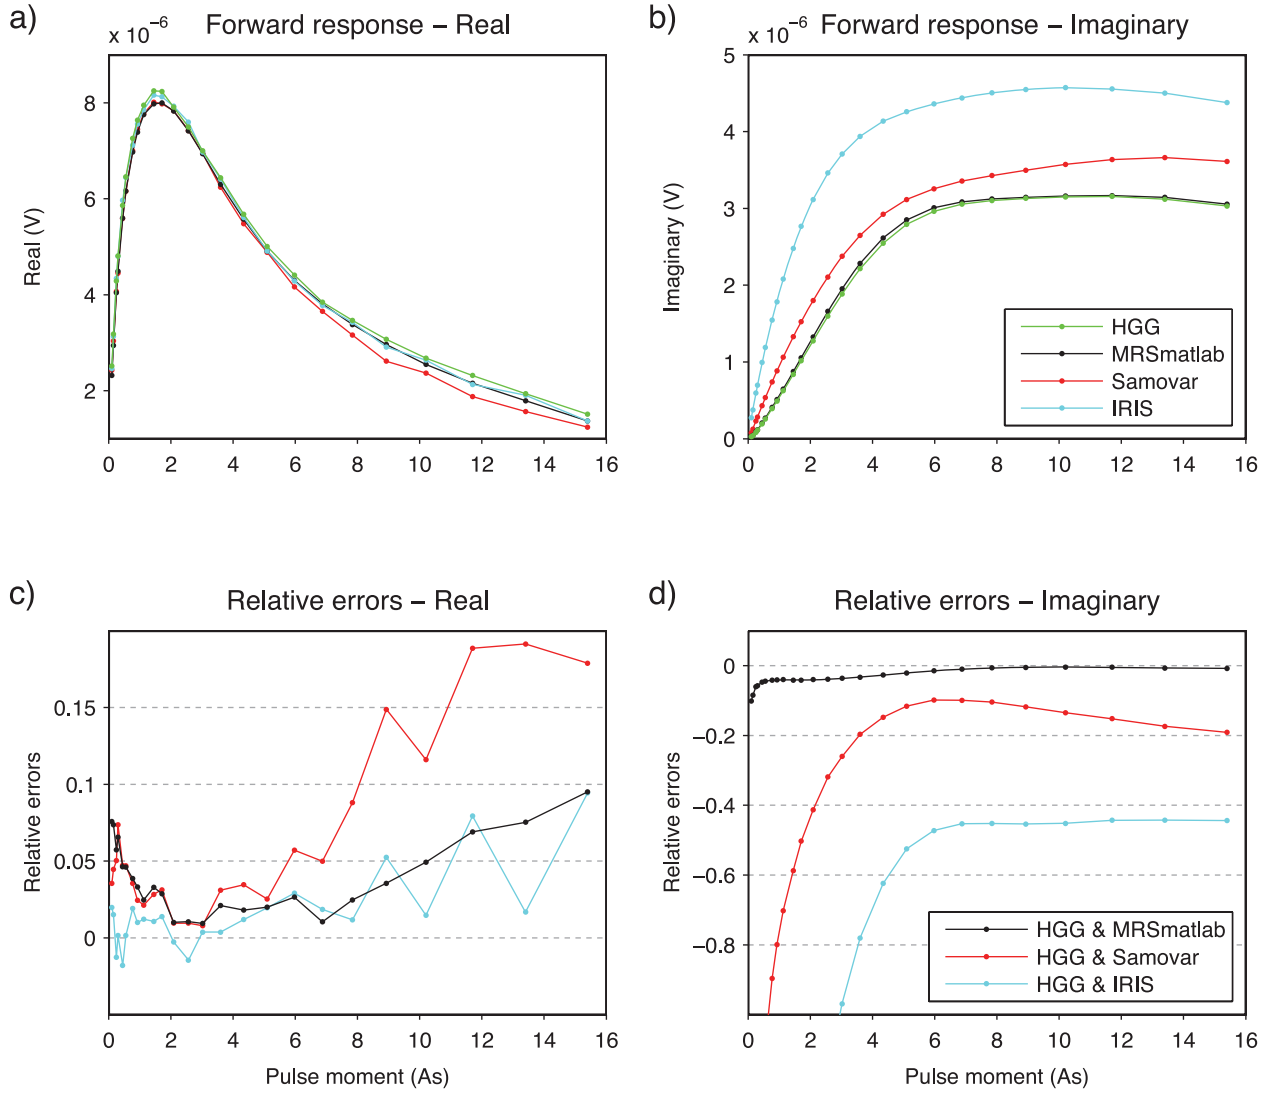 a)
Forward response – Real
x 10⁻⁶
Real (V)
8
6
4
2
0 2 4 6 8 10 12 14 16
b)
Forward response – Imaginary
x 10⁻⁶
Imaginary (V)
5
4
3
2
1
0
0 2 4 6 8 10 12 14 16
HGG
MRSmatlab
Samovar
IRIS
c)
Relative errors – Real
Relative errors
0.15
0.1
0.05
0
0 2 4 6 8 10 12 14 16
Pulse moment (As)
d)
Relative errors – Imaginary
Relative errors
0
−0.2
−0.4
−0.6
−0.8
0 2 4 6 8 10 12 14 16
Pulse moment (As)
HGG & MRSmatlab
HGG & Samovar
HGG & IRIS